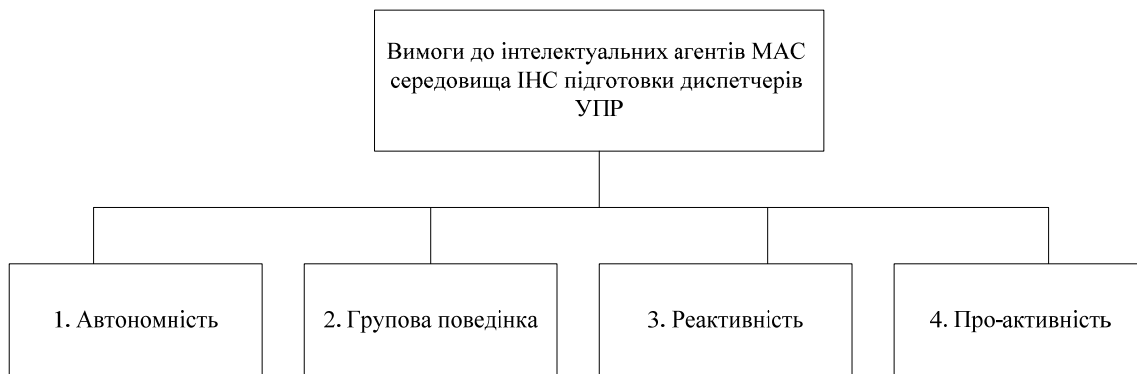 Вимоги до інтелектуальних агентів МАС
середовища ІНС підготовки диспетчерів
УПР
1. Автономність
2. Групова поведінка
3. Реактивність
4. Про-активність